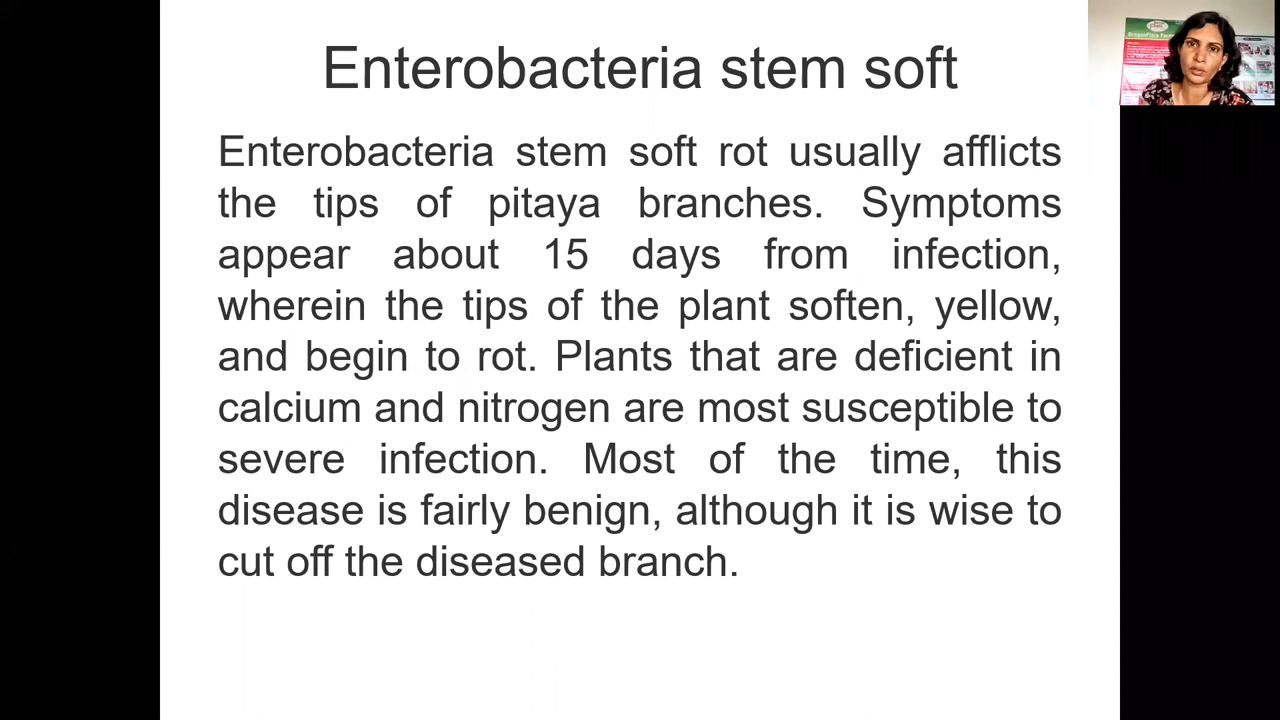 Enterobacteria stem soft
Enterobacteria stem soft rot usually afflicts
the tips of pitaya branches. Symptoms
appear about 15 days from infection,
wherein the tips of the plant soften, yellow,
and begin to rot. Plants that are deficient in
calcium and nitrogen are most susceptible to
severe infection. Most of the time, this
disease is fairly benign, although it is wise to
cut off the diseased branch.